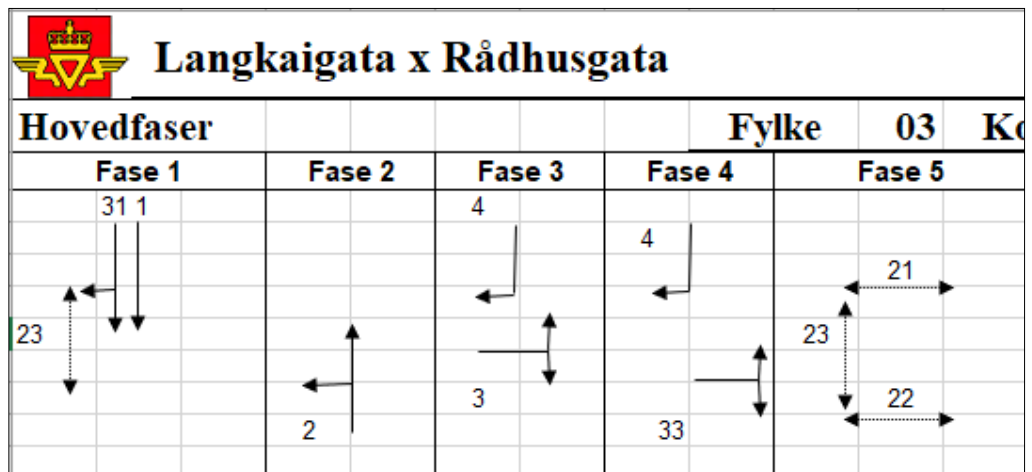 Langkaigata x Rådhusgata
Hovedfaser Fylke 03 Ko
Fase 1 Fase 2 Fase 3 Fase 4 Fase 5
31 1 4
4
21
23 23
3 22
2 33